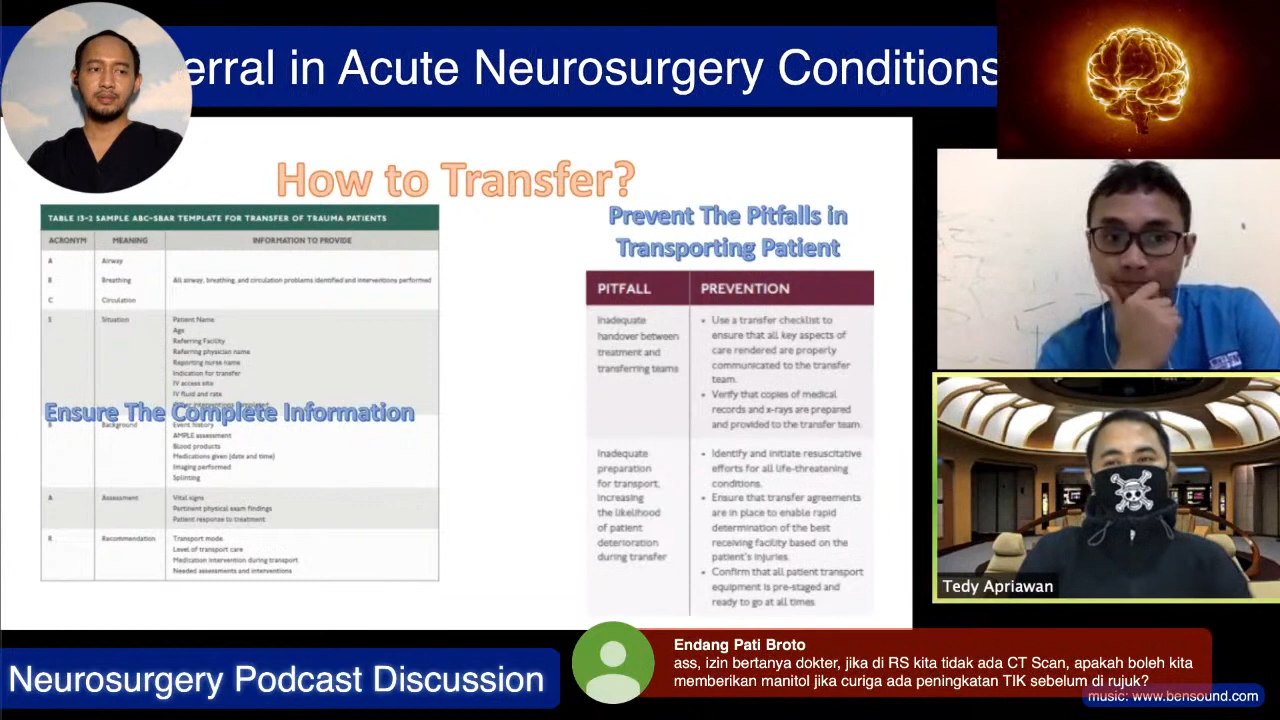 erral in Acute Neurosurgery Conditions
How to Transfer?
TABLE 13-2 SAMPLE ABC-SBAR TEMPLATE FOR TRANSFER OF TRAUMA PATIENTS
ACRONYM MEANING INFORMATION TO PROVIDE
A Airway
B Breathing All airway, breathing, and circulation problems identified and interventions performed
C Circulation
S Situation Patient Name
Age
Referring Facility
Referring physician name
Reporting nurse name
Indication for transfer
IV access site
IV fluid and rate
Ensure The Complete Information
B Background Event history
AMPLE assessment
Blood products
Medications given (date and time)
Imaging performed
Splinting
A Assessment Vital signs
Pertinent physical exam findings
Patient response to treatment
R Recommendation Transport mode
Level of transport care
Medication intervention during transport
Needed assessments and interventions
Prevent The Pitfalls in
Transporting Patient
PITFALL PREVENTION
Inadequate
handover between
treatment and
transferring teams
• Use a transfer checklist to
ensure that all key aspects of
care rendered are properly
communicated to the transfer
team.
• Verify that copies of medical
records and x-rays are prepared
and provided to the transfer team.
Inadequate
preparation
for transport,
increasing
the likelihood
of patient
deterioration
during transfer
• Identify and initiate resuscitative
efforts for all life-threatening
conditions.
• Ensure that transfer agreements
are in place to enable rapid
determination of the best
receiving facility based on the
patient's injuries.
• Confirm that all patient transport
equipment is pre-staged and
ready to go at all times
Tedy Apriawan
Neurosurgery Podcast Discussion
Endang Pati Broto
ass, izin bertanya dokter, jika di RS kita tidak ada CT Scan, apakah boleh kita
memberikan manitol jika curiga ada peningkatan TIK sebelum di rujuk?
music: www.bensound.com